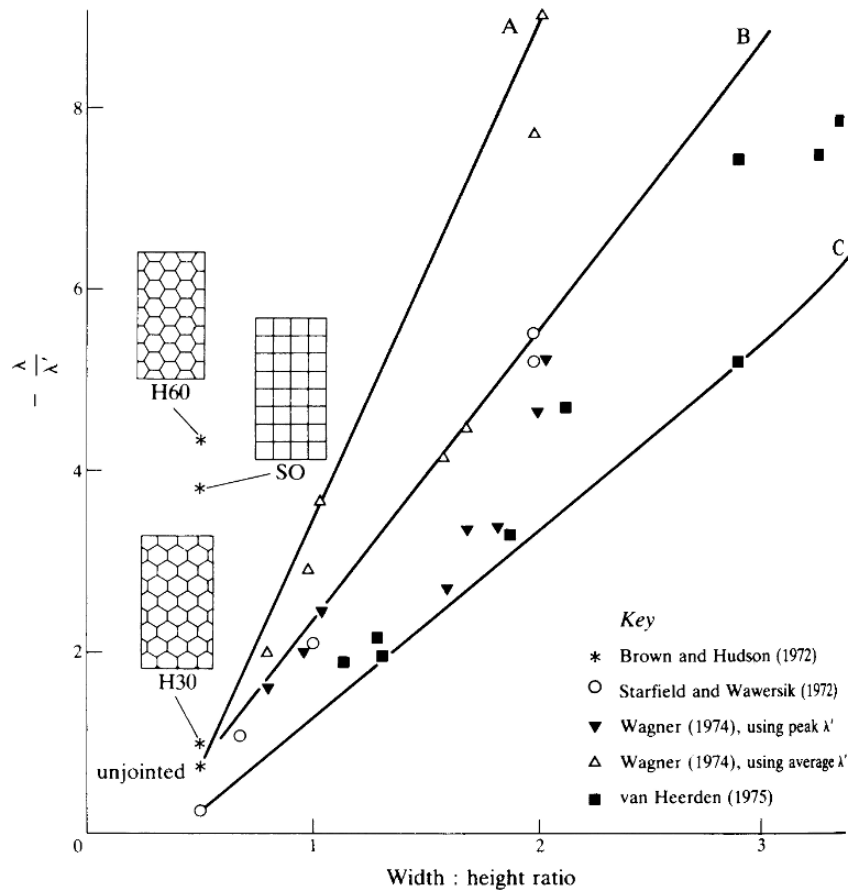 A
B
8
C
6
H60
− λ/λ′
SO
4
H30
2
unjointed
0
1
2
3
Width : height ratio
Key
* Brown and Hudson (1972)
○ Starfield and Wawersik (1972)
▼ Wagner (1974), using peak λ′
△ Wagner (1974), using average λ′
■ van Heerden (1975)